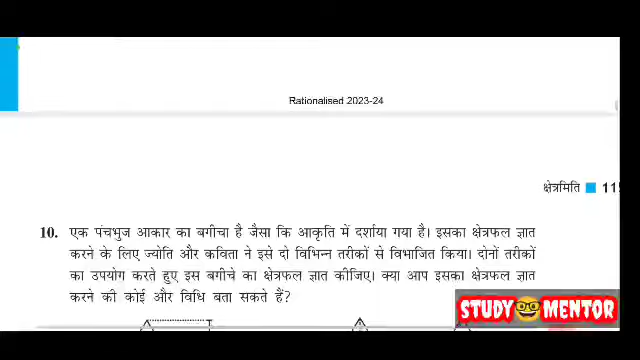 Rationalised 2023-24
क्षेत्रमिति 115
10. एक पंचभुज आकार का बगीचा है जैसा कि आकृति में दर्शाया गया है। इसका क्षेत्रफल ज्ञात
करने के लिए ज्योति और कविता ने इसे दो विभिन्न तरीकों से विभाजित किया। दोनों तरीकों
का उपयोग करते हुए इस बगीचे का क्षेत्रफल ज्ञात कीजिए। क्या आप इसका क्षेत्रफल ज्ञात
करने की कोई और विधि बता सकते हैं?
STUDY MENTOR